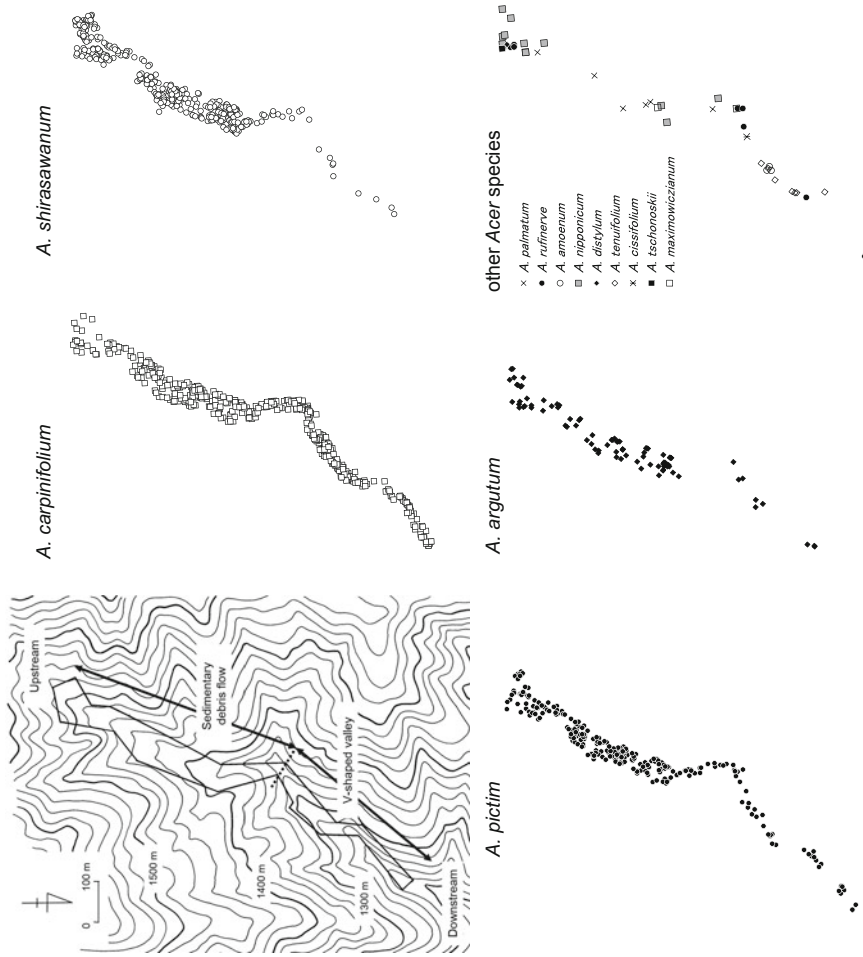 Upstream
Sedimentary
debris flow
V-shaped valley
Downstream
1500 m
1400 m
1300 m
0
100 m
A. carpinifolium
A. shirasawanum
A. pictim
A. argutum
other Acer species
A. palmatum
A. rufinerve
A. amoenum
A. nipponicum
A. distylum
A. tenuifolium
A. cissifolium
A. tschonoskii
A. maximowiczianum